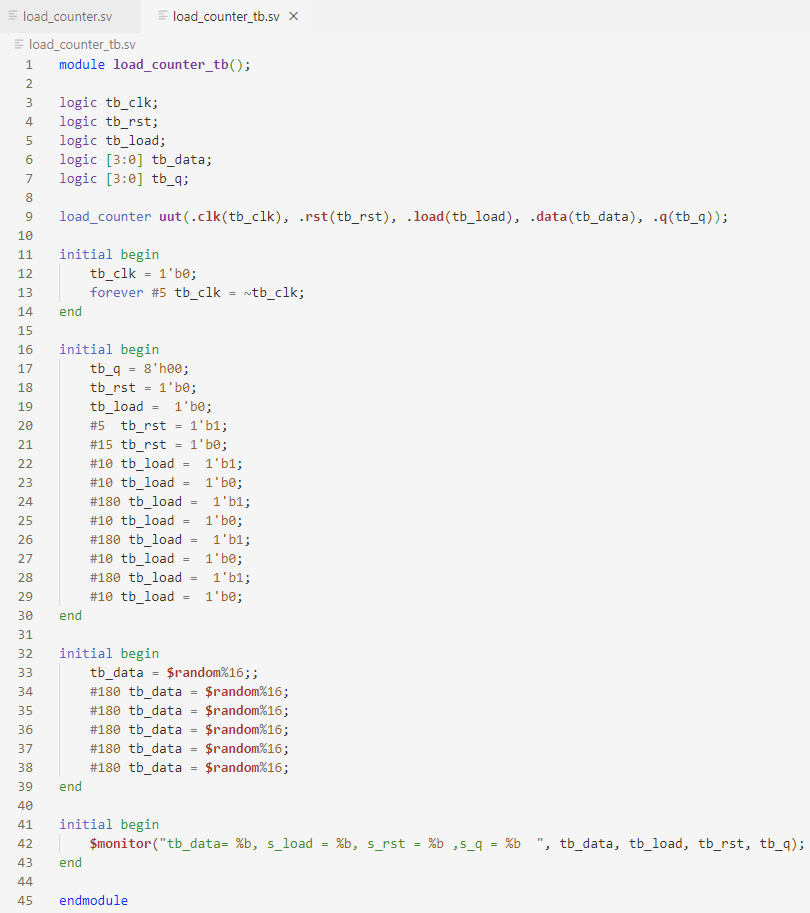 load_counter.sv load_counter_tb.sv ×
load_counter_tb.sv
1 module load_counter_tb();
2
3 logic tb_clk;
4 logic tb_rst;
5 logic tb_load;
6 logic [3:0] tb_data;
7 logic [3:0] tb_q;
8
9 load_counter uut(.clk(tb_clk), .rst(tb_rst), .load(tb_load), .data(tb_data), .q(tb_q));
10
11 initial begin
12     tb_clk = 1'b0;
13     forever #5 tb_clk = ~tb_clk;
14 end
15
16 initial begin
17     tb_q = 8'h00;
18     tb_rst = 1'b0;
19     tb_load =  1'b0;
20     #5  tb_rst = 1'b1;
21     #15 tb_rst = 1'b0;
22     #10 tb_load =  1'b1;
23     #10 tb_load =  1'b0;
24     #180 tb_load =  1'b1;
25     #10 tb_load =  1'b0;
26     #180 tb_load =  1'b1;
27     #10 tb_load =  1'b0;
28     #180 tb_load =  1'b1;
29     #10 tb_load =  1'b0;
30 end
31
32 initial begin
33     tb_data = $random%16;;
34     #180 tb_data = $random%16;
35     #180 tb_data = $random%16;
36     #180 tb_data = $random%16;
37     #180 tb_data = $random%16;
38     #180 tb_data = $random%16;
39 end
40
41 initial begin
42     $monitor("tb_data= %b, s_load = %b, s_rst = %b ,s_q = %b  ", tb_data, tb_load, tb_rst, tb_q);
43 end
44
45 endmodule